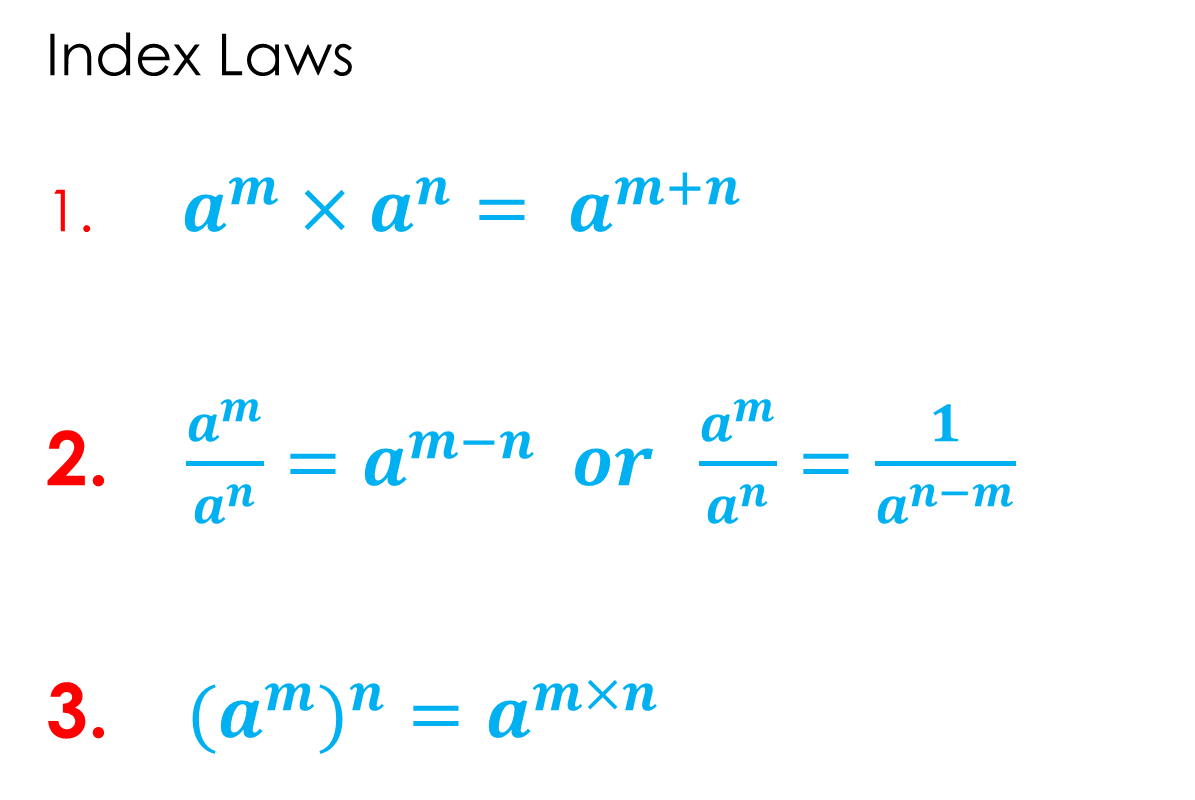 Index Laws
1. aᵐ × aⁿ = aᵐ⁺ⁿ
2. aᵐ/aⁿ = aᵐ⁻ⁿ or aᵐ/aⁿ = 1/aⁿ⁻ᵐ
3. (aᵐ)ⁿ = aᵐˣⁿ